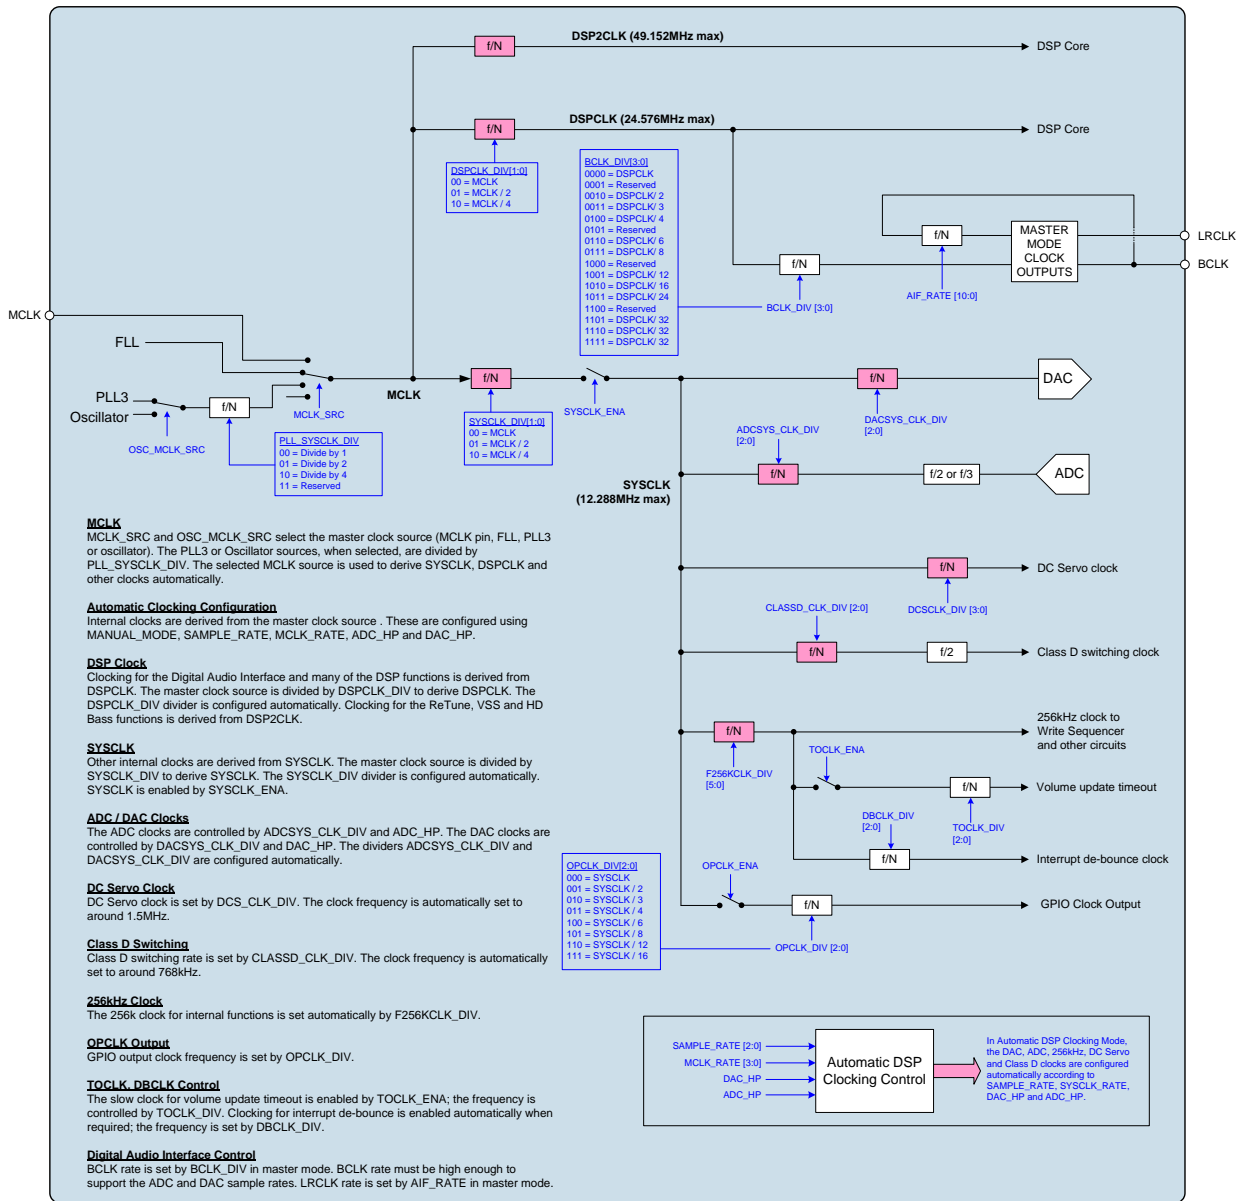 DSP2CLK (49.152MHz max)
f/N
DSP Core
DSPCLK (24.576MHz max)
f/N
DSP Core
DSPCLK_DIV[1:0]
00 = MCLK
01 = MCLK / 2
10 = MCLK / 4
BCLK_DIV[3:0]
0000 = DSPCLK
0001 = Reserved
0010 = DSPCLK/ 2
0011 = DSPCLK/ 3
0100 = DSPCLK/ 4
0101 = Reserved
0110 = DSPCLK/ 6
0111 = DSPCLK/ 8
1000 = Reserved
1001 = DSPCLK/ 12
1010 = DSPCLK/ 16
1011 = DSPCLK/ 24
1100 = Reserved
1101 = DSPCLK/ 32
1110 = DSPCLK/ 32
1111 = DSPCLK/ 32
f/N
BCLK_DIV [3:0]
f/N
AIF_RATE [10:0]
MASTER
MODE
CLOCK
OUTPUTS
LRCLK
BCLK
MCLK
FLL
PLL3
Oscillator
OSC_MCLK_SRC
f/N
MCLK_SRC
PLL_SYSCLK_DIV
00 = Divide by 1
01 = Divide by 2
10 = Divide by 4
11 = Reserved
MCLK
f/N
SYSCLK_DIV[1:0]
00 = MCLK
01 = MCLK / 2
10 = MCLK / 4
SYSCLK_ENA
f/N
DACSYS_CLK_DIV
[2:0]
DAC
ADCSYS_CLK_DIV
[2:0]
f/N
f/2 or f/3
ADC
SYSCLK
(12.288MHz max)
f/N
DC Servo clock
DCSCLK_DIV [3:0]
CLASSD_CLK_DIV [2:0]
f/N
f/2
Class D switching clock
f/N
F256KCLK_DIV
[5:0]
256kHz clock to
Write Sequencer
and other circuits
TOCLK_ENA
f/N
Volume update timeout
TOCLK_DIV
[2:0]
DBCLK_DIV
[2:0]
f/N
Interrupt de-bounce clock
OPCLK_DIV[2:0]
000 = SYSCLK
001 = SYSCLK / 2
010 = SYSCLK / 3
011 = SYSCLK / 4
100 = SYSCLK / 6
101 = SYSCLK / 8
110 = SYSCLK / 12
111 = SYSCLK / 16
OPCLK_ENA
f/N
OPCLK_DIV [2:0]
GPIO Clock Output
MCLK
MCLK_SRC and OSC_MCLK_SRC select the master clock source (MCLK pin, FLL, PLL3
or oscillator). The PLL3 or Oscillator sources, when selected, are divided by
PLL_SYSCLK_DIV. The selected MCLK source is used to derive SYSCLK, DSPCLK and
other clocks automatically.
Automatic Clocking Configuration
Internal clocks are derived from the master clock source . These are configured using
MANUAL_MODE, SAMPLE_RATE, MCLK_RATE, ADC_HP and DAC_HP.
DSP Clock
Clocking for the Digital Audio Interface and many of the DSP functions is derived from
DSPCLK. The master clock source is divided by DSPCLK_DIV to derive DSPCLK. The
DSPCLK_DIV divider is configured automatically. Clocking for the ReTune, VSS and HD
Bass functions is derived from DSP2CLK.
SYSCLK
Other internal clocks are derived from SYSCLK. The master clock source is divided by
SYSCLK_DIV to derive SYSCLK. The SYSCLK_DIV divider is configured automatically.
SYSCLK is enabled by SYSCLK_ENA.
ADC / DAC Clocks
The ADC clocks are controlled by ADCSYS_CLK_DIV and ADC_HP. The DAC clocks are
controlled by DACSYS_CLK_DIV and DAC_HP. The dividers ADCSYS_CLK_DIV and
DACSYS_CLK_DIV are configured automatically.
DC Servo Clock
DC Servo clock is set by DCS_CLK_DIV. The clock frequency is automatically set to
around 1.5MHz.
Class D Switching
Class D switching rate is set by CLASSD_CLK_DIV. The clock frequency is automatically
set to around 768kHz.
256kHz Clock
The 256k clock for internal functions is set automatically by F256KCLK_DIV.
OPCLK Output
GPIO output clock frequency is set by OPCLK_DIV.
TOCLK, DBCLK Control
The slow clock for volume update timeout is enabled by TOCLK_ENA; the frequency is
controlled by TOCLK_DIV. Clocking for interrupt de-bounce is enabled automatically when
required; the frequency is set by DBCLK_DIV.
Digital Audio Interface Control
BCLK rate is set by BCLK_DIV in master mode. BCLK rate must be high enough to
support the ADC and DAC sample rates. LRCLK rate is set by AIF_RATE in master mode.
SAMPLE_RATE [2:0]
MCLK_RATE [3:0]
DAC_HP
ADC_HP
Automatic DSP
Clocking Control
In Automatic DSP Clocking Mode,
the DAC, ADC, 256kHz, DC Servo
and Class D clocks are configured
automatically according to
SAMPLE_RATE, SYSCLK_RATE,
DAC_HP and ADC_HP.